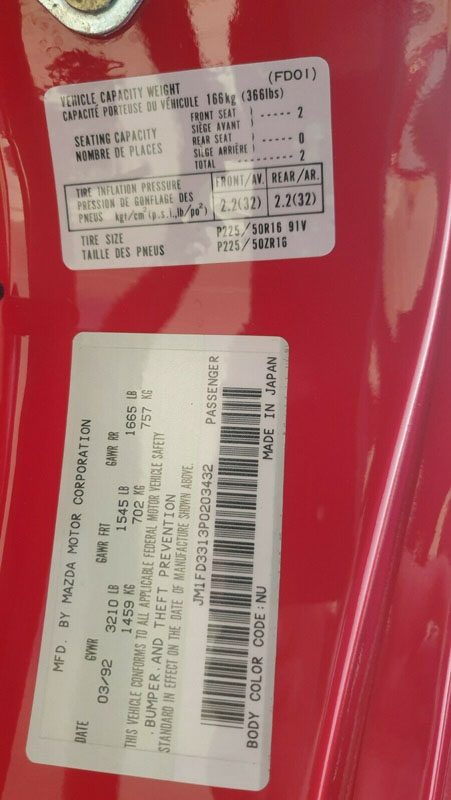 (FD01)
VEHICLE CAPACITY WEIGHT
CAPACITÉ PORTEUSE DU VÉHICULE 166kg (366lbs)
SEATING CAPACITY
NOMBRE DE PLACES
FRONT SEAT
SIÈGE AVANT ----- 2
REAR SEAT
SIÈGE ARRIÈRE ----- 0
TOTAL ---------- 2
TIRE INFLATION PRESSURE
PRESSION DE GONFLAGE DES
PNEUS kgf/cm² (p.s.i., lb/po²)
FRONT/AV. REAR/AR.
2.2(32) 2.2(32)
TIRE SIZE P225/50R16 91V
TAILLE DES PNEUS P225/50ZR16
MFD. BY MAZDA MOTOR CORPORATION
DATE GVWR GAWR FRT GAWR RR
03/92 3210 LB 1545 LB 1665 LB
1459 KG 702 KG 757 KG
THIS VEHICLE CONFORMS TO ALL APPLICABLE FEDERAL MOTOR VEHICLE SAFETY
. BUMPER. AND THEFT PREVENTION
STANDARD IN EFFECT ON THE DATE OF MANUFACTURE SHOWN ABOVE.
JM1FD3313P0203432 PASSENGER
BODY COLOR CODE:NU MADE IN JAPAN